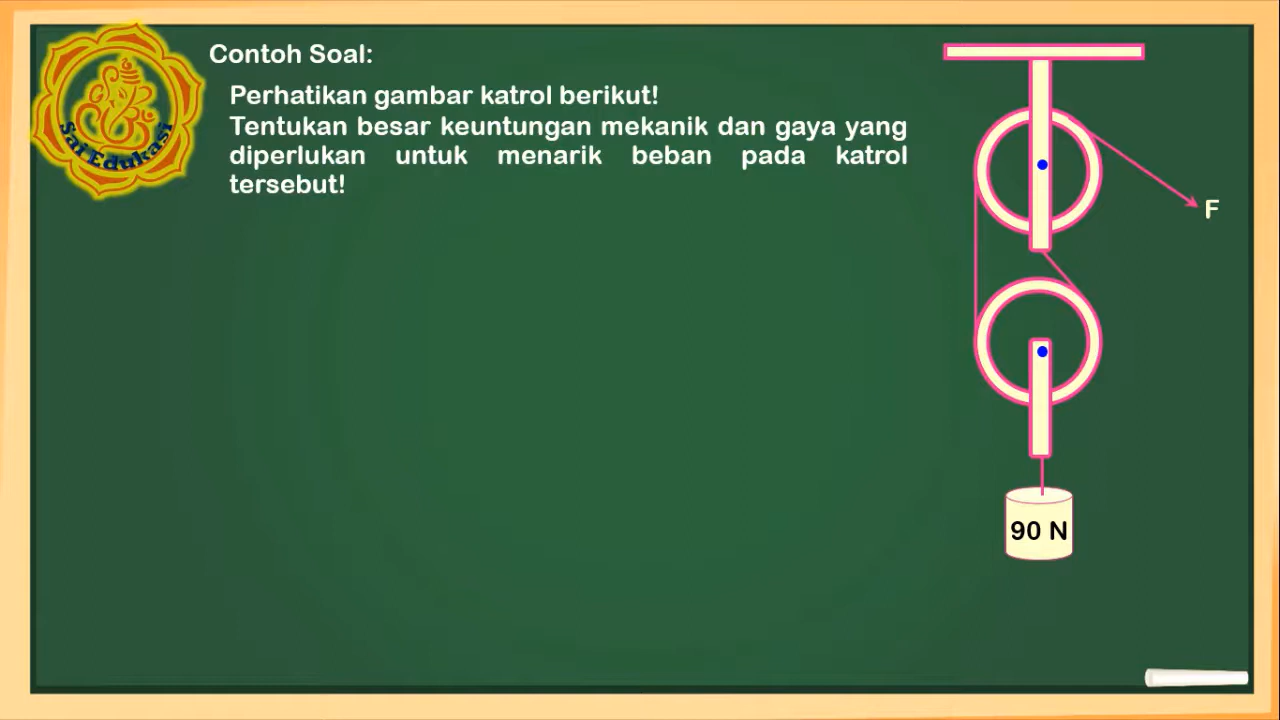 Contoh Soal:
Perhatikan gambar katrol berikut!
Tentukan besar keuntungan mekanik dan gaya yang
diperlukan untuk menarik beban pada katrol
tersebut!
Sai Edukasi
F
90 N